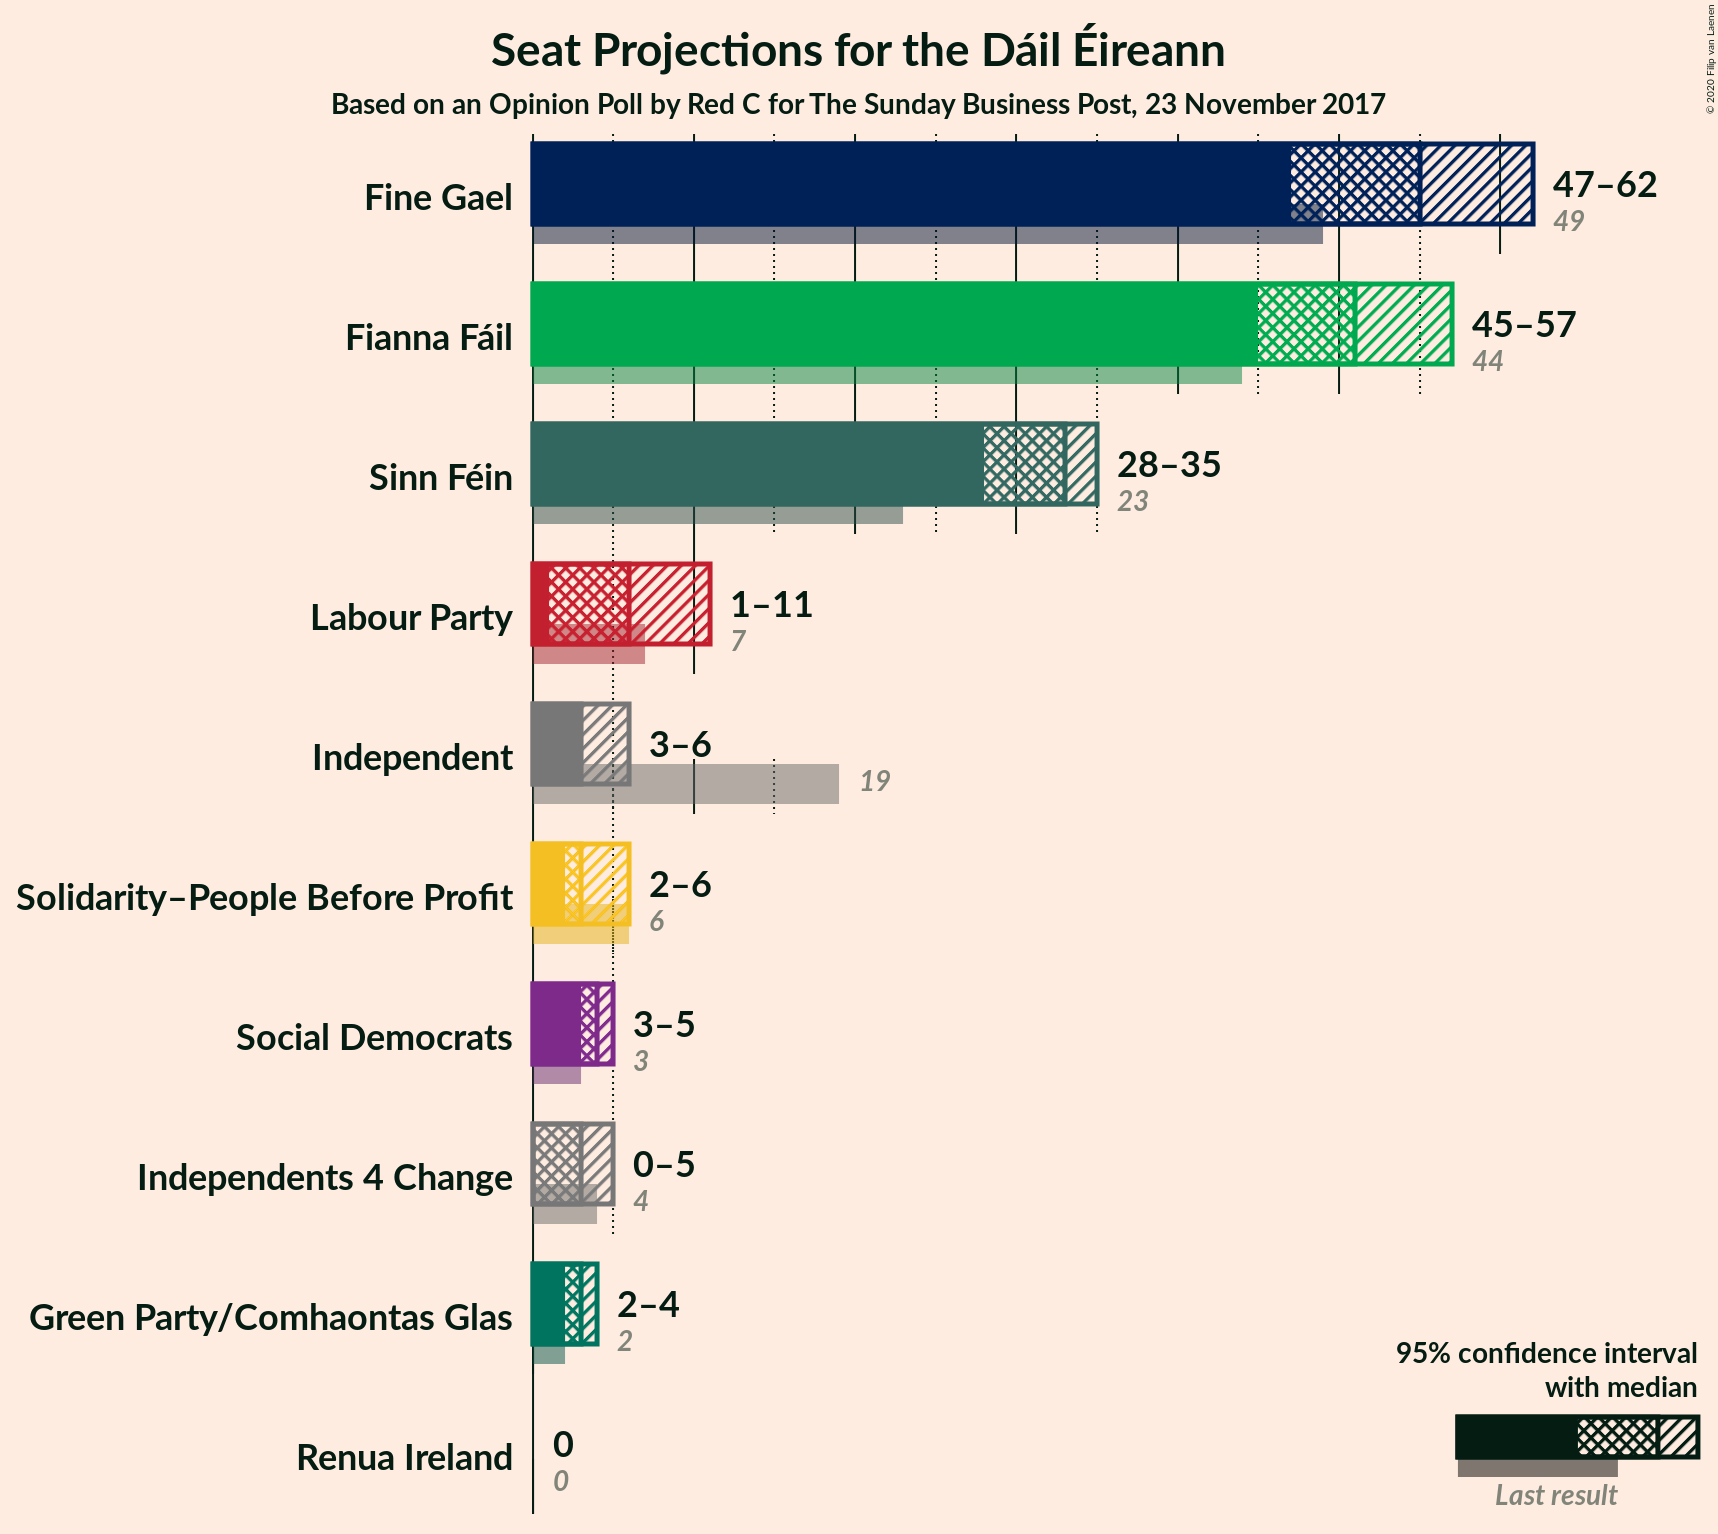 Seat Projections for the Dáil Éireann
Based on an Opinion Poll by Red C for The Sunday Business Post, 23 November 2017
© 2020 Filip van Laenen
Fine Gael
47–62
49
Fianna Fáil
45–57
44
Sinn Féin
28–35
23
Labour Party
1–11
7
Independent
3–6
19
Solidarity–People Before Profit
2–6
6
Social Democrats
3–5
3
Independents 4 Change
0–5
4
Green Party/Comhaontas Glas
2–4
2
Renua Ireland
0
0
95% confidence interval
with median
Last result